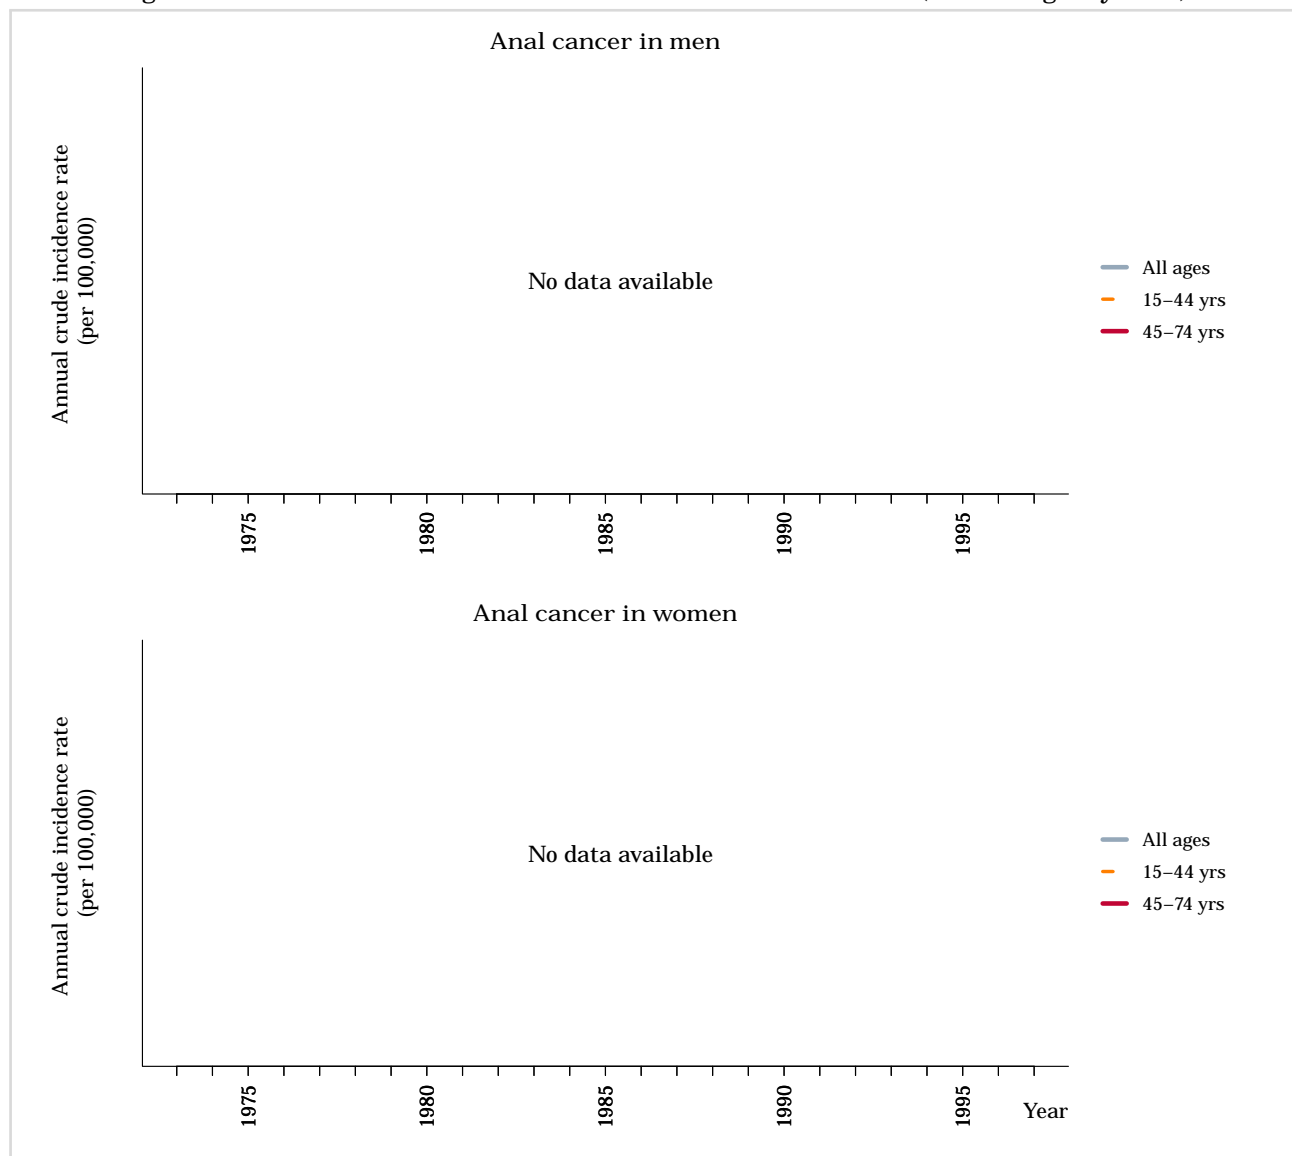 Anal cancer in men
Annual crude incidence rate
(per 100,000)
No data available
All ages
15–44 yrs
45–74 yrs
1975
1980
1985
1990
1995
Anal cancer in women
Annual crude incidence rate
(per 100,000)
No data available
All ages
15–44 yrs
45–74 yrs
1975
1980
1985
1990
1995
Year